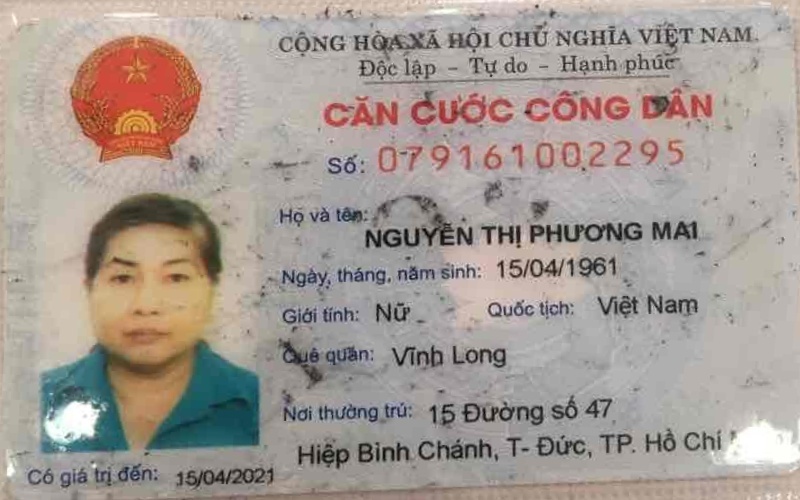 CỘNG HÒA XÃ HỘI CHỦ NGHĨA VIỆT NAM
Độc lập - Tự do - Hạnh phúc
CĂN CƯỚC CÔNG DÂN
Số: 079161002295
Họ và tên:
NGUYỄN THỊ PHƯƠNG MAI
Ngày, tháng, năm sinh: 15/04/1961
Giới tính: Nữ Quốc tịch: Việt Nam
Quê quán: Vĩnh Long
Nơi thường trú: 15 Đường số 47
Hiệp Bình Chánh, T- Đức, TP. Hồ Chí
Có giá trị đến: 15/04/2021
VIỆT NAM